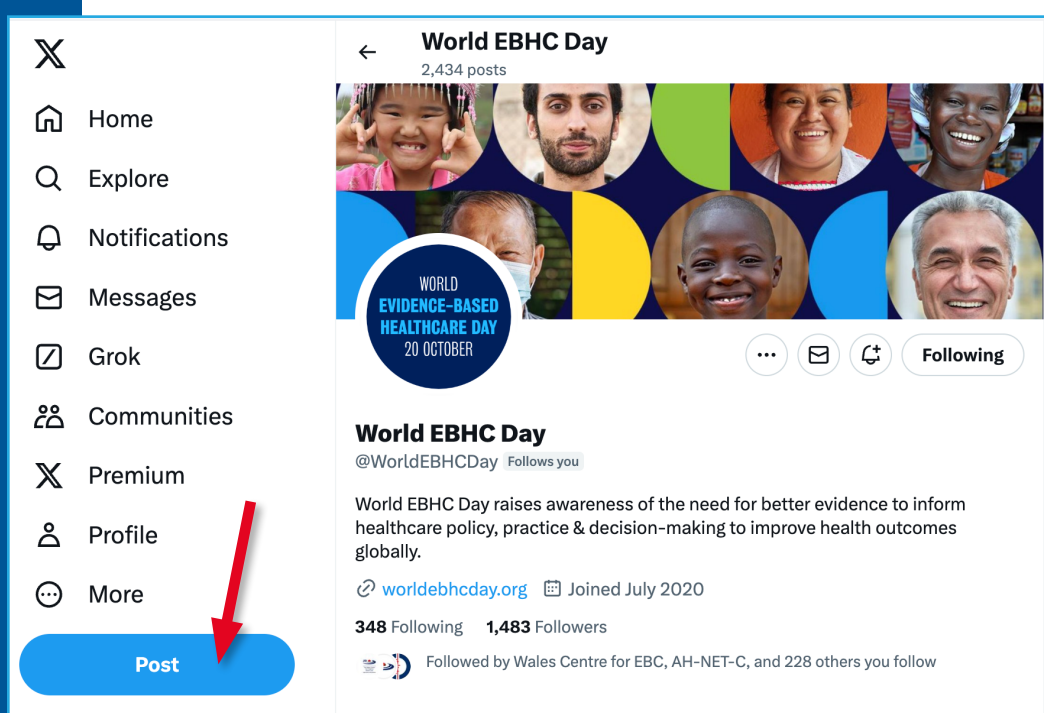 World EBHC Day
2,434 posts
Home
Explore
Notifications
Messages
Grok
Communities
Premium
Profile
More
Post
WORLD
EVIDENCE-BASED
HEALTHCARE DAY
20 OCTOBER
Following
World EBHC Day
@WorldEBHCDay Follows you
World EBHC Day raises awareness of the need for better evidence to inform
healthcare policy, practice & decision-making to improve health outcomes
globally.
worldebhcday.org Joined July 2020
348 Following 1,483 Followers
Followed by Wales Centre for EBC, AH-NET-C, and 228 others you follow